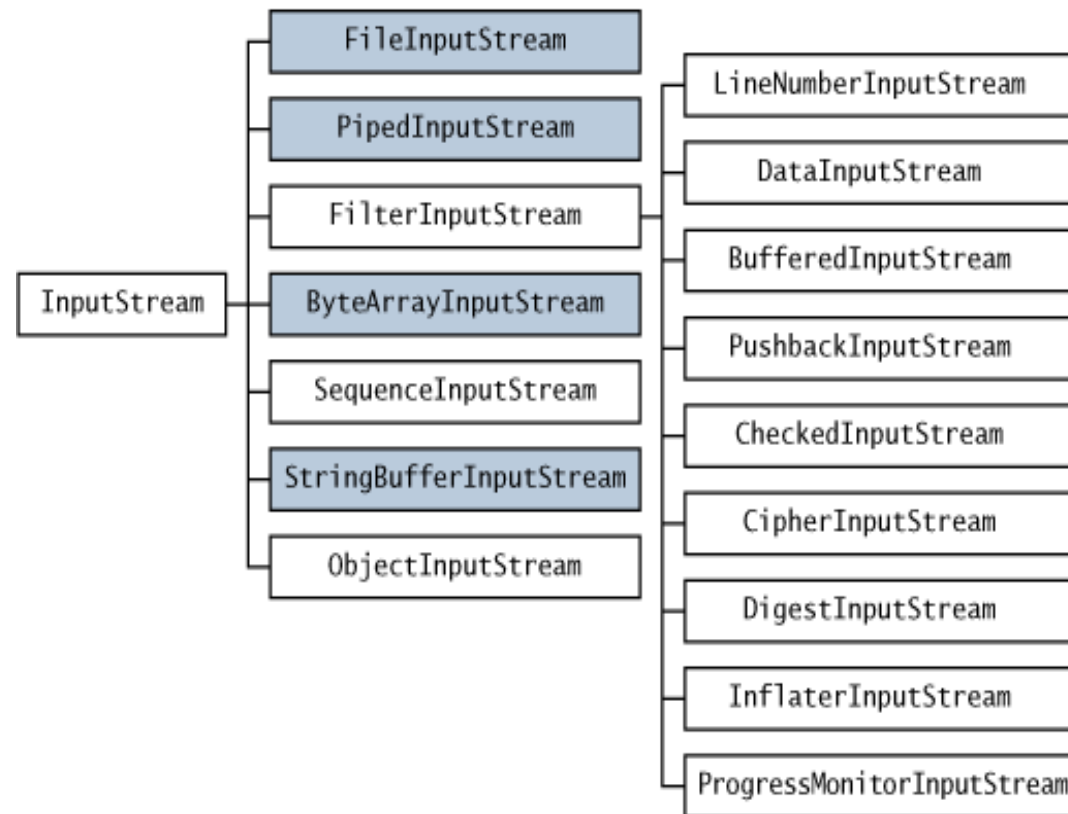 InputStream
FileInputStream
PipedInputStream
FilterInputStream
ByteArrayInputStream
SequenceInputStream
StringBufferInputStream
ObjectInputStream
LineNumberInputStream
DataInputStream
BufferedInputStream
PushbackInputStream
CheckedInputStream
CipherInputStream
DigestInputStream
InflaterInputStream
ProgressMonitorInputStream